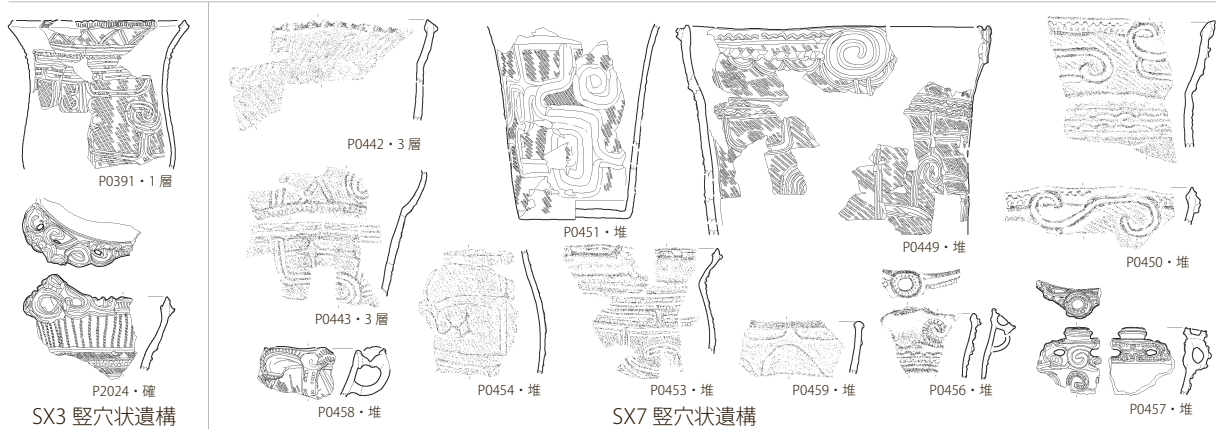 P0391・1 層
P2024・確
SX3 竪穴状遺構
P0442・3 層
P0443・3 層
P0458・堆
P0451・堆
P0449・堆
P0450・堆
P0454・堆
P0453・堆
P0459・堆
P0456・堆
P0457・堆
SX7 竪穴状遺構